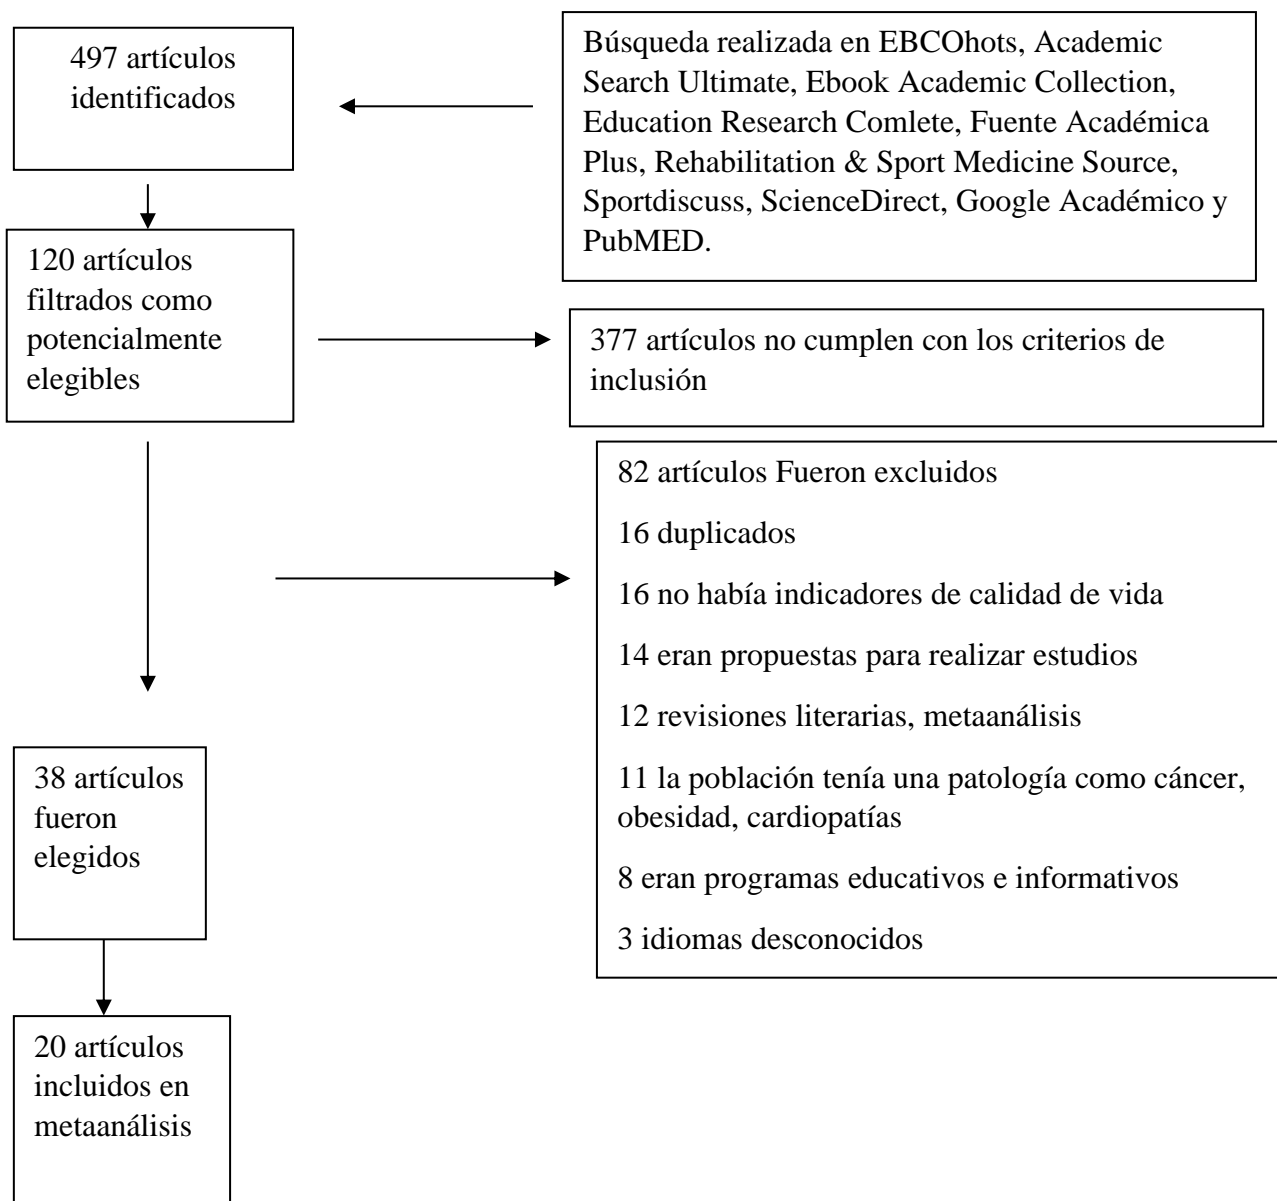 497 artículos
identificados
Búsqueda realizada en EBCOhots, Academic
Search Ultimate, Ebook Academic Collection,
Education Research Comlete, Fuente Académica
Plus, Rehabilitation & Sport Medicine Source,
Sportdiscuss, ScienceDirect, Google Académico y
PubMED.
120 artículos
filtrados como
potencialmente
elegibles
377 artículos no cumplen con los criterios de
inclusión
82 artículos Fueron excluidos
16 duplicados
16 no había indicadores de calidad de vida
14 eran propuestas para realizar estudios
12 revisiones literarias, metaanálisis
11 la población tenía una patología como cáncer,
obesidad, cardiopatías
8 eran programas educativos e informativos
3 idiomas desconocidos
38 artículos
fueron
elegidos
20 artículos
incluidos en
metaanálisis